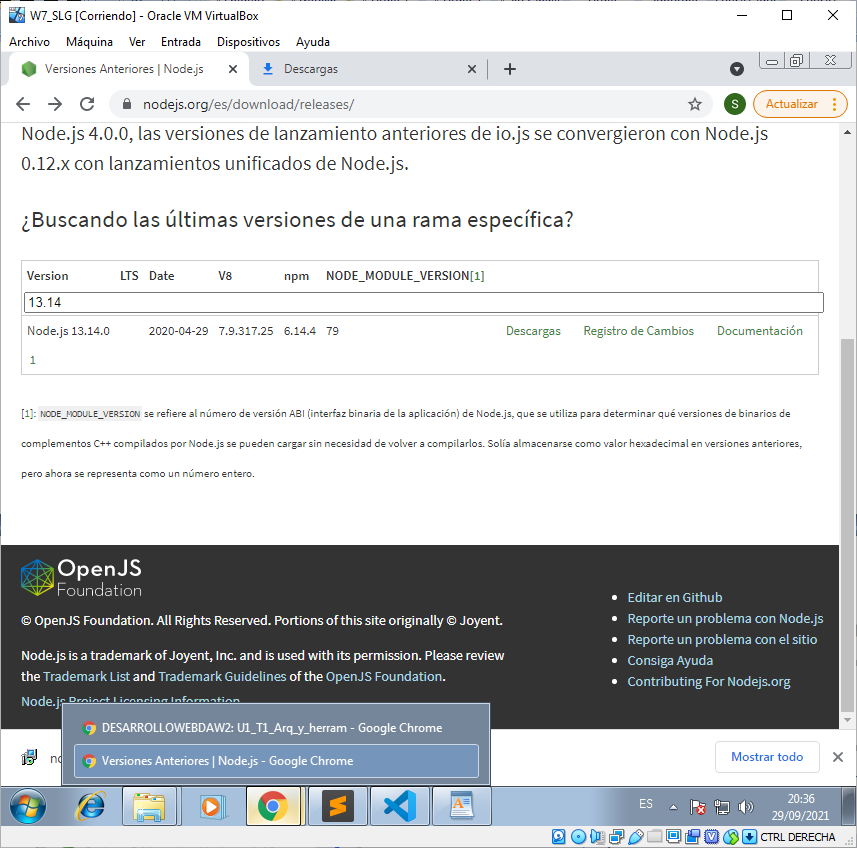 W7_SLG [Corriendo] - Oracle VM VirtualBox
Archivo Máquina Ver Entrada Dispositivos Ayuda
Versiones Anteriores | Node.js
Descargas
nodejs.org/es/download/releases/
S
Actualizar
Node.js 4.0.0, las versiones de lanzamiento anteriores de io.js se convergieron con Node.js
0.12.x con lanzamientos unificados de Node.js.
¿Buscando las últimas versiones de una rama específica?
Version LTS Date V8 npm NODE_MODULE_VERSION[1]
13.14
Node.js 13.14.0 2020-04-29 7.9.317.25 6.14.4 79 Descargas Registro de Cambios Documentación
1
[1]: NODE_MODULE_VERSION se refiere al número de versión ABI (interfaz binaria de la aplicación) de Node.js, que se utiliza para determinar qué versiones de binarios de
complementos C++ compilados por Node.js se pueden cargar sin necesidad de volver a compilarlos. Solía almacenarse como valor hexadecimal en versiones anteriores,
pero ahora se representa como un número entero.
OpenJS
Foundation
© OpenJS Foundation. All Rights Reserved. Portions of this site originally © Joyent.
Node.js is a trademark of Joyent, Inc. and is used with its permission. Please review
the Trademark List and Trademark Guidelines of the OpenJS Foundation.
Node.js Project Licensing Information
Editar en Github
Reporte un problema con Node.js
Reporte un problema con el sitio
Consiga Ayuda
Contributing For Nodejs.org
DESARROLLOWEBDAW2: U1_T1_Arq_y_herram - Google Chrome
Versiones Anteriores | Node.js - Google Chrome
Mostrar todo
ES
20:36
29/09/2021
CTRL DERECHA